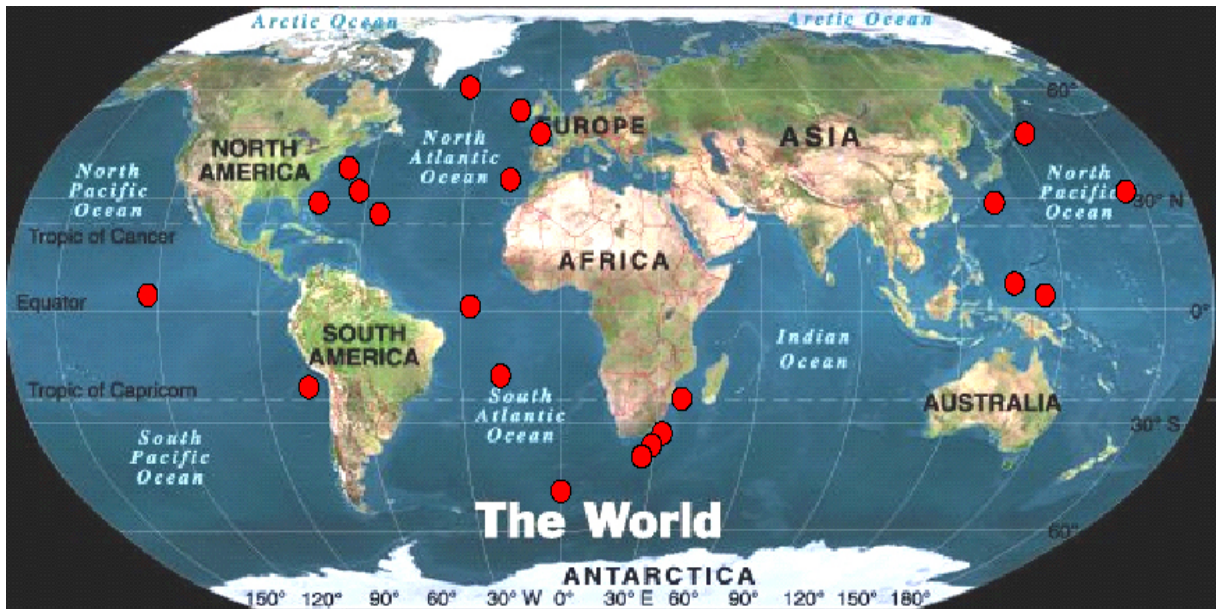 Arctic Ocean
Arctic Ocean
60°
EUROPE
ASIA
NORTH
AMERICA
North
Atlantic
Ocean
North
Pacific
Ocean
North
Pacific
Ocean
30° N
Tropic of Cancer
AFRICA
Equator
0°
SOUTH
AMERICA
Indian
Ocean
Tropic of Capricorn
South
Atlantic
Ocean
AUSTRALIA
30° S
South
Pacific
Ocean
The World
60°
ANTARCTICA
150° 120° 90° 60° 30° W 0° 30° E 60° 90° 120° 150° 180°